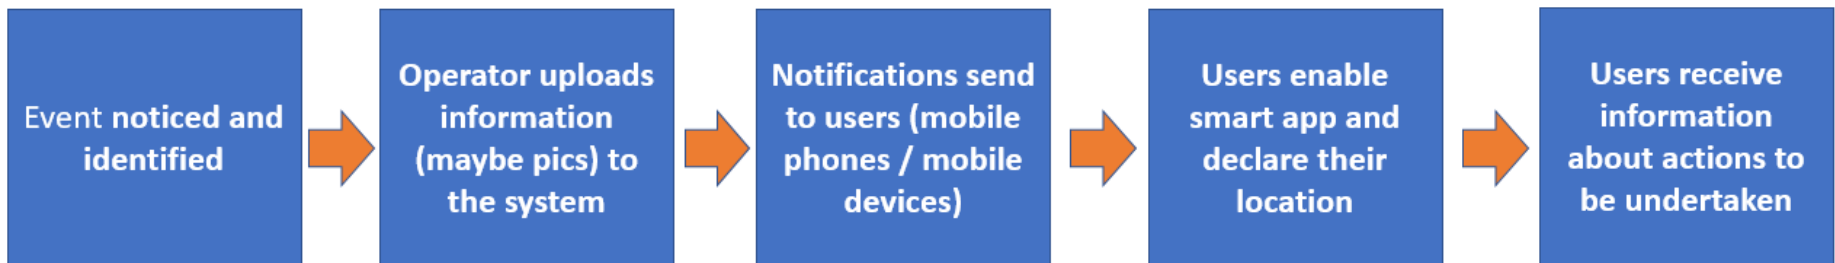 Event noticed and
identified
Operator uploads
information
(maybe pics) to
the system
Notifications send
to users (mobile
phones / mobile
devices)
Users enable
smart app and
declare their
location
Users receive
information
about actions to
be undertaken